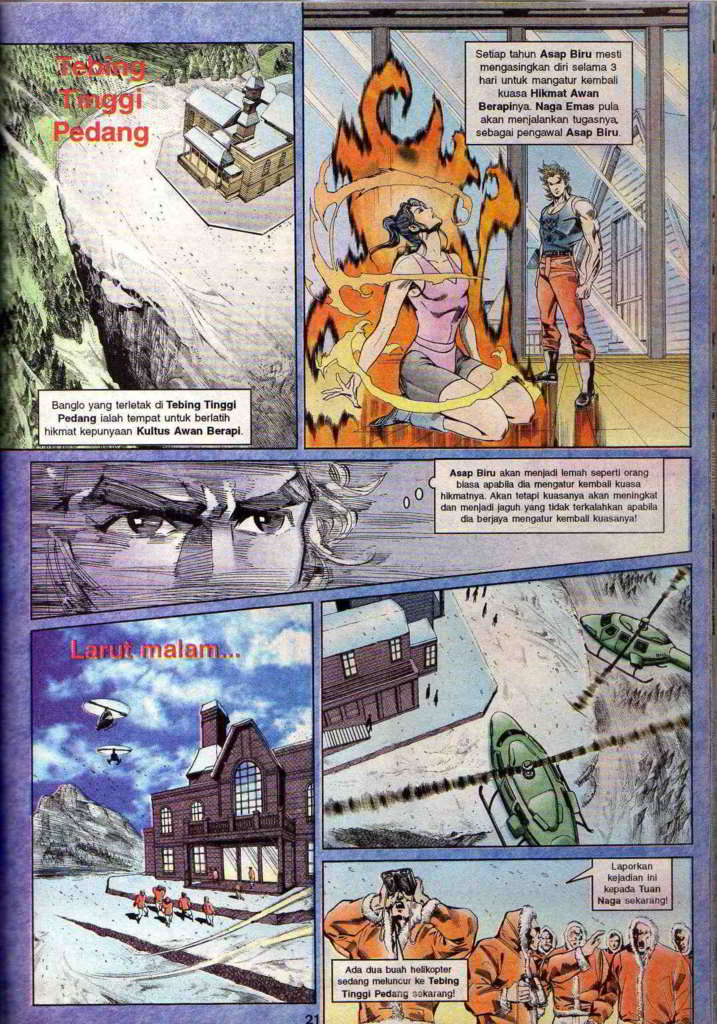 Tebing
Tinggi
Pedang
Setiap tahun Asap Biru mesti
mengasingkan diri selama 3
hari untuk mangatur kembali
kuasa Hikmat Awan
Berapinya. Naga Emas pula
akan menjalankan tugasnya,
sebagai pengawal Asap Biru.
Banglo yang terletak di Tebing Tinggi
Pedang ialah tempat untuk berlatih
hikmat kepunyaan Kultus Awan Berapi.
Asap Biru akan menjadi lemah seperti orang
biasa apabila dia mengatur kembali kuasa
hikmatnya. Akan tetapi kuasanya akan meningkat
dan menjadi jaguh yang tidak terkalahkan apabila
dia berjaya mengatur kembali kuasanya!
Larut malam...
Laporkan
kejadian ini
kepada Tuan
Naga sekarang!
Ada dua buah helikopter
sedang meluncur ke Tebing
Tinggi Pedang sekarang!
21